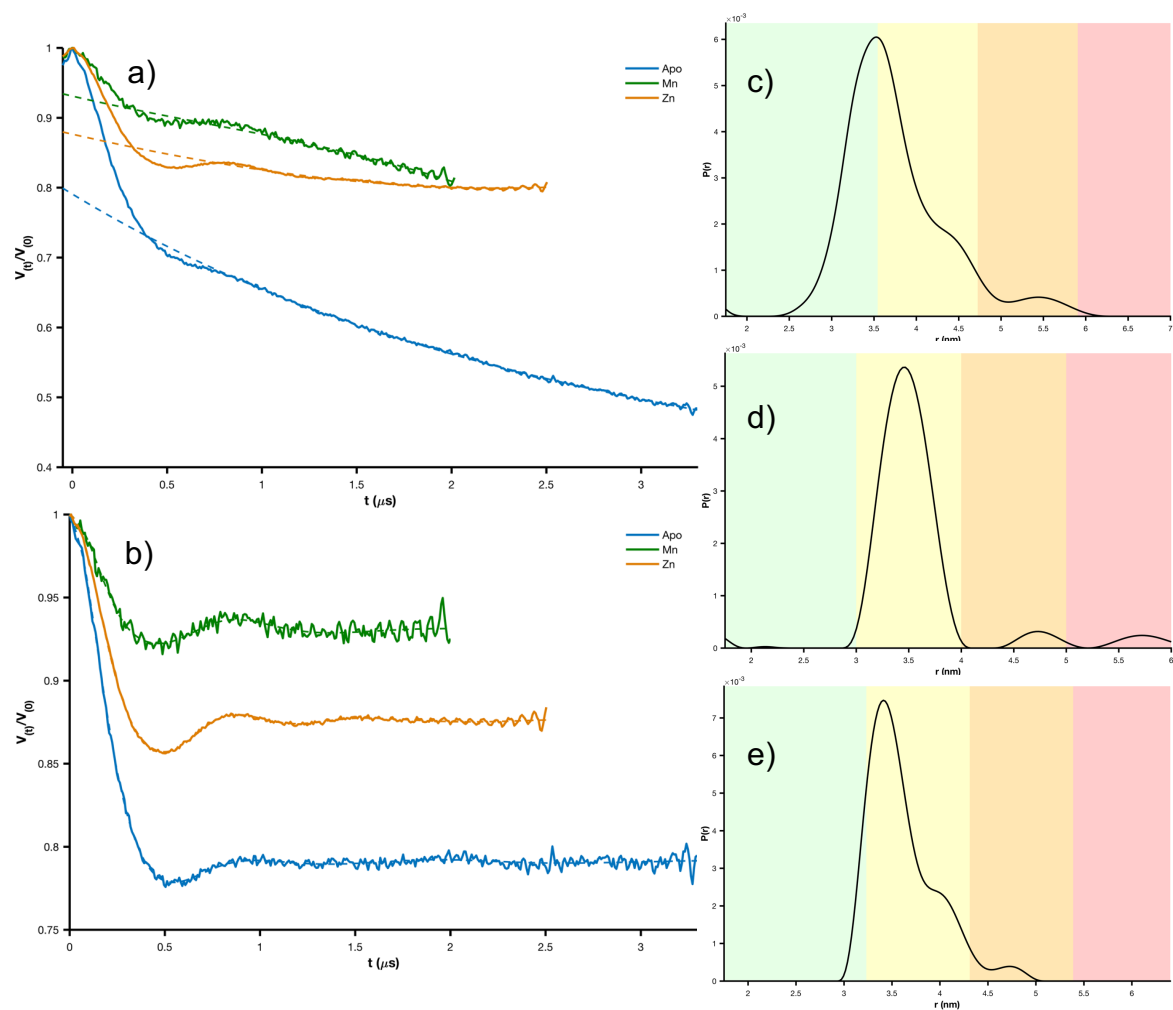 a)
1
0.9
0.8
0.7
0.6
0.5
0.4
V(t)/V(0)
0 0.5 1 1.5 2 2.5 3
t (μs)
Apo
Mn
Zn
b)
1
0.95
0.9
0.85
0.8
0.75
V(t)/V(0)
0 0.5 1 1.5 2 2.5 3
t (μs)
Apo
Mn
Zn
c)
×10⁻³
6
5
4
3
2
1
0
P(r)
2 2.5 3 3.5 4 4.5 5 5.5 6 6.5 7
r (nm)
d)
×10⁻³
5
4
3
2
1
0
P(r)
2 2.5 3 3.5 4 4.5 5 5.5 6
r (nm)
e)
×10⁻³
7
6
5
4
3
2
1
0
P(r)
2 2.5 3 3.5 4 4.5 5 5.5 6
r (nm)